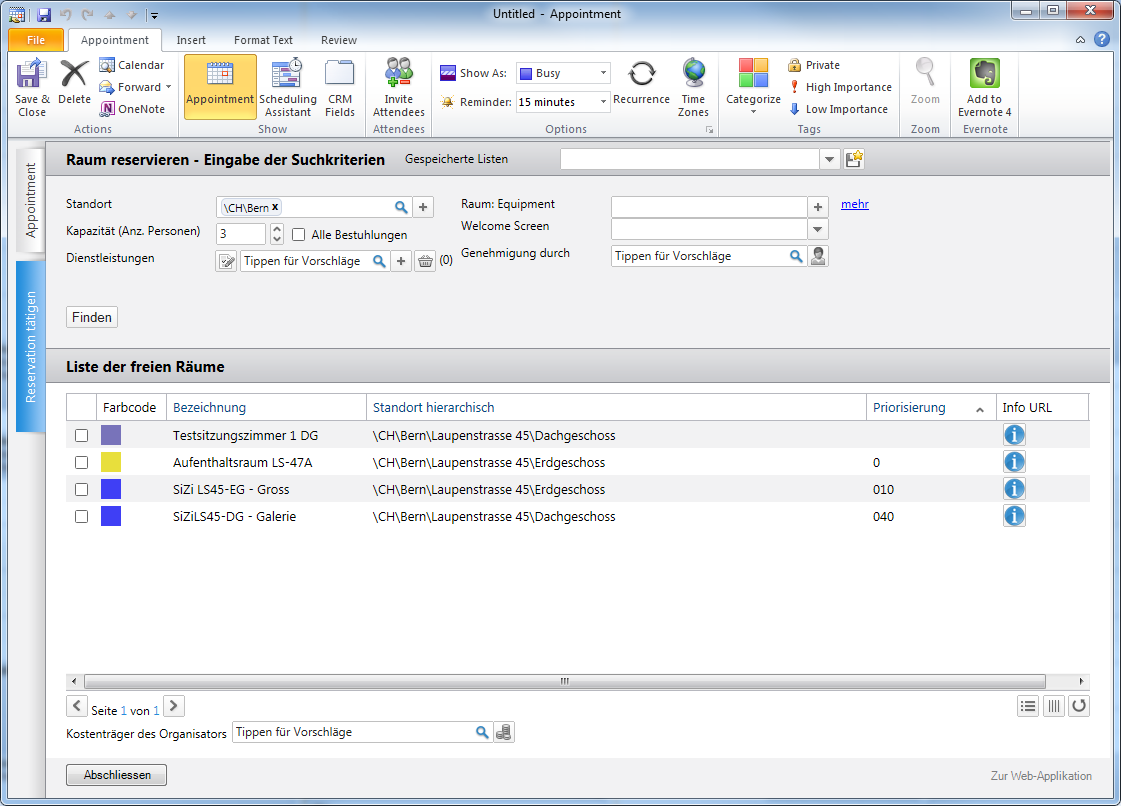 Untitled - Appointment
File Appointment Insert Format Text Review
Save & Close
Delete
Calendar
Forward
OneNote
Actions
Appointment
Scheduling Assistant
CRM Fields
Show
Invite Attendees
Attendees
Show As: Busy
Reminder: 15 minutes
Recurrence
Time Zones
Options
Categorize
Private
High Importance
Low Importance
Tags
Zoom
Zoom
Add to Evernote 4
Evernote
Appointment
Reservation tätigen
Raum reservieren - Eingabe der Suchkriterien Gespeicherte Listen
Standort \CH\Bern x Raum: Equipment mehr
Welcome Screen
Kapazität (Anz. Personen) 3 Alle Bestuhlungen
Dienstleistungen Tippen für Vorschläge (0) Genehmigung durch Tippen für Vorschläge
Finden
Liste der freien Räume
Farbcode Bezeichnung Standort hierarchisch Priorisierung Info URL
Testsitzungszimmer 1 DG \CH\Bern\Laupenstrasse 45\Dachgeschoss
Aufenthaltsraum LS-47A \CH\Bern\Laupenstrasse 45\Erdgeschoss 0
SiZi LS45-EG - Gross \CH\Bern\Laupenstrasse 45\Erdgeschoss 010
SiZiLS45-DG - Galerie \CH\Bern\Laupenstrasse 45\Dachgeschoss 040
Seite 1 von 1
Kostenträger des Organisators Tippen für Vorschläge
Abschliessen Zur Web-Applikation